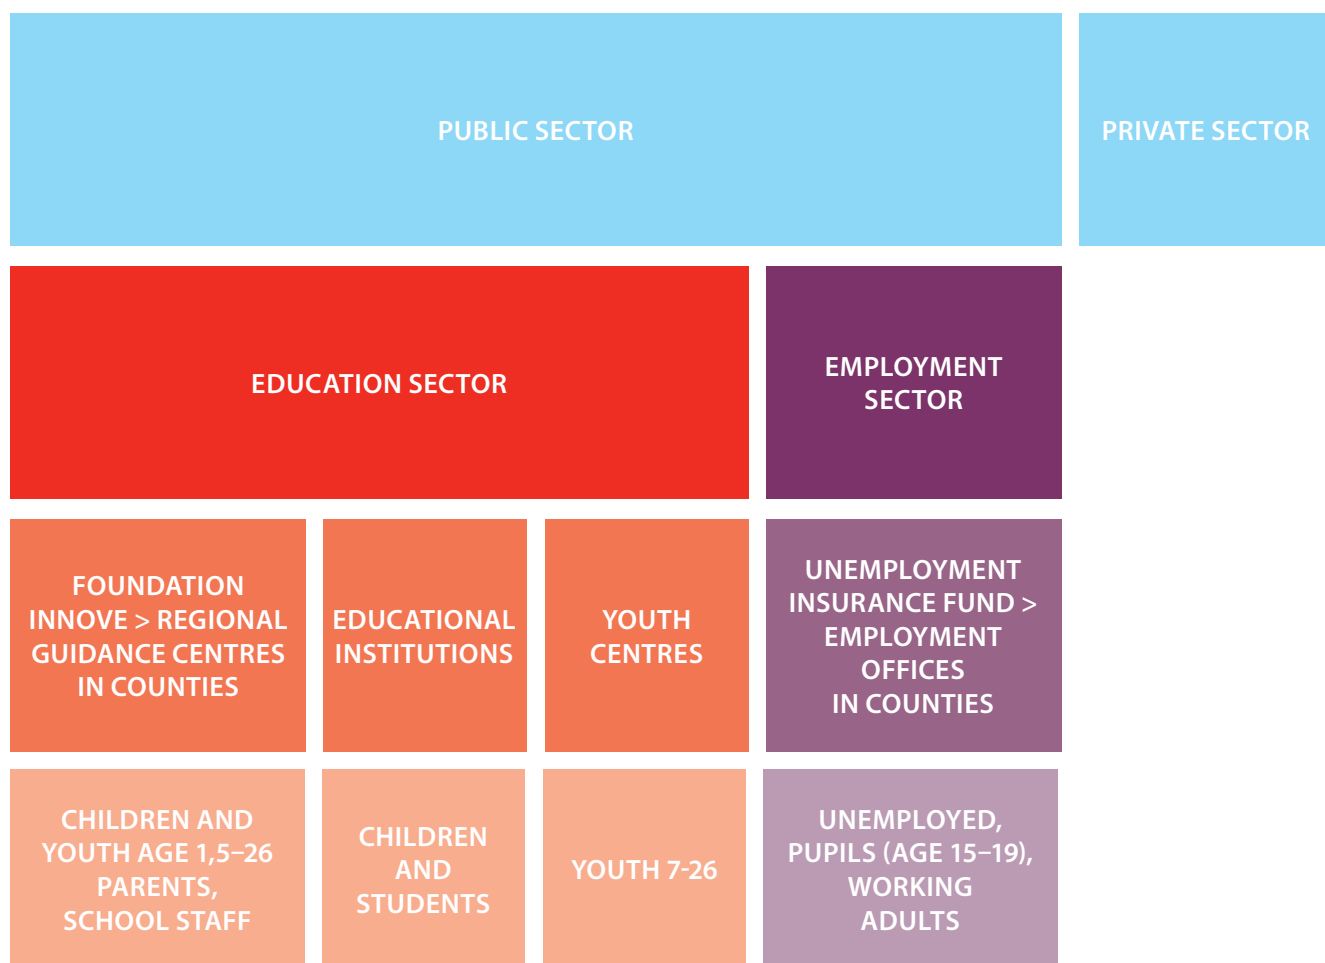 PUBLIC SECTOR
PRIVATE SECTOR
EDUCATION SECTOR
EMPLOYMENT
SECTOR
FOUNDATION
INNOVE > REGIONAL
GUIDANCE CENTRES
IN COUNTIES
EDUCATIONAL
INSTITUTIONS
YOUTH
CENTRES
UNEMPLOYMENT
INSURANCE FUND >
EMPLOYMENT
OFFICES
IN COUNTIES
CHILDREN AND
YOUTH AGE 1,5–26
PARENTS,
SCHOOL STAFF
CHILDREN
AND
STUDENTS
YOUTH 7-26
UNEMPLOYED,
PUPILS (AGE 15–19),
WORKING
ADULTS